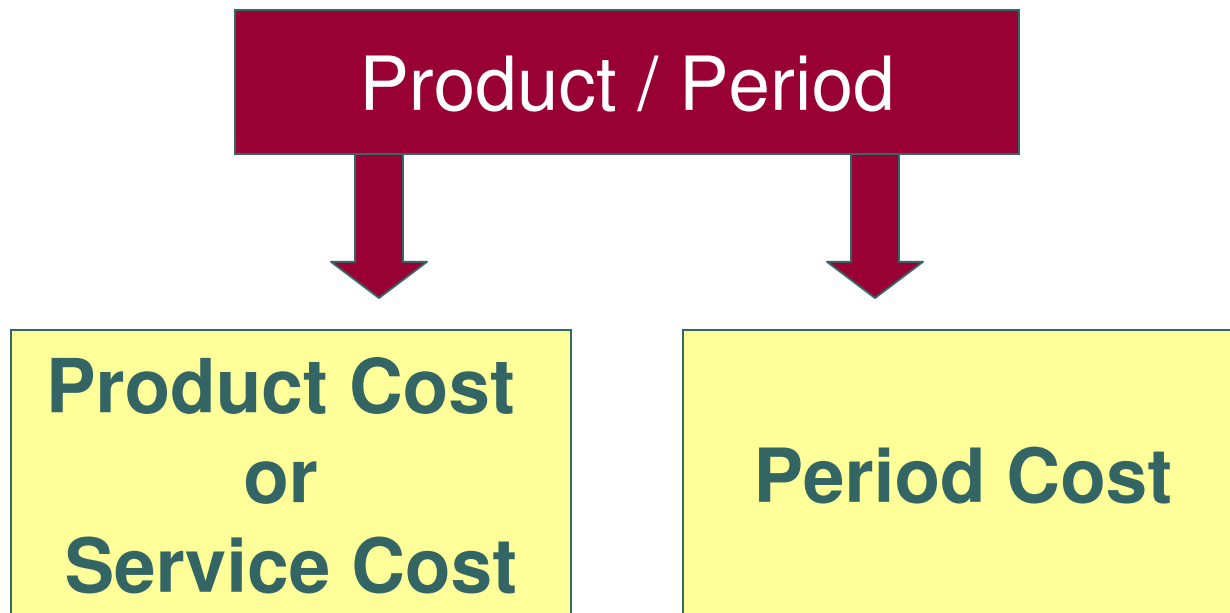 Product / Period
Product Cost
or
Service Cost
Period Cost